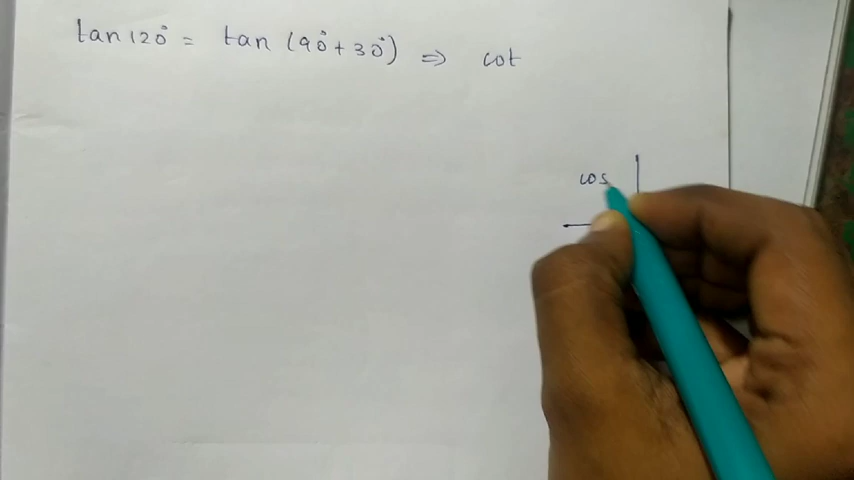 tan 120° = tan (90° + 30°) ⇒ cot
cos